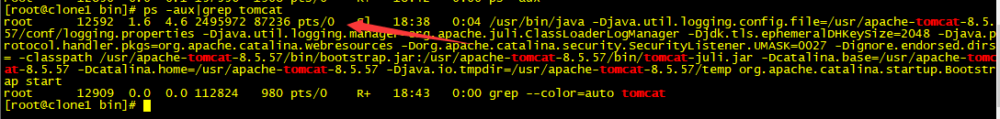 [root@clone1 bin]# ps -aux|grep tomcat
root 12592 1.6 4.6 2495972 87236 pts/0 Sl 18:38 0:04 /usr/bin/java -Djava.util.logging.config.file=/usr/apache-tomcat-8.5.
57/conf/logging.properties -Djava.util.logging.manager=org.apache.juli.ClassLoaderLogManager -Djdk.tls.ephemeralDHKeySize=2048 -Djava.p
rotocol.handler.pkgs=org.apache.catalina.webresources -Dorg.apache.catalina.security.SecurityListener.UMASK=0027 -Dignore.endorsed.dirs
= -classpath /usr/apache-tomcat-8.5.57/bin/bootstrap.jar:/usr/apache-tomcat-8.5.57/bin/tomcat-juli.jar -Dcatalina.base=/usr/apache-tomc
at-8.5.57 -Dcatalina.home=/usr/apache-tomcat-8.5.57 -Djava.io.tmpdir=/usr/apache-tomcat-8.5.57/temp org.apache.catalina.startup.Bootstr
ap start
root 12909 0.0 0.0 112824 980 pts/0 R+ 18:43 0:00 grep --color=auto tomcat
[root@clone1 bin]#